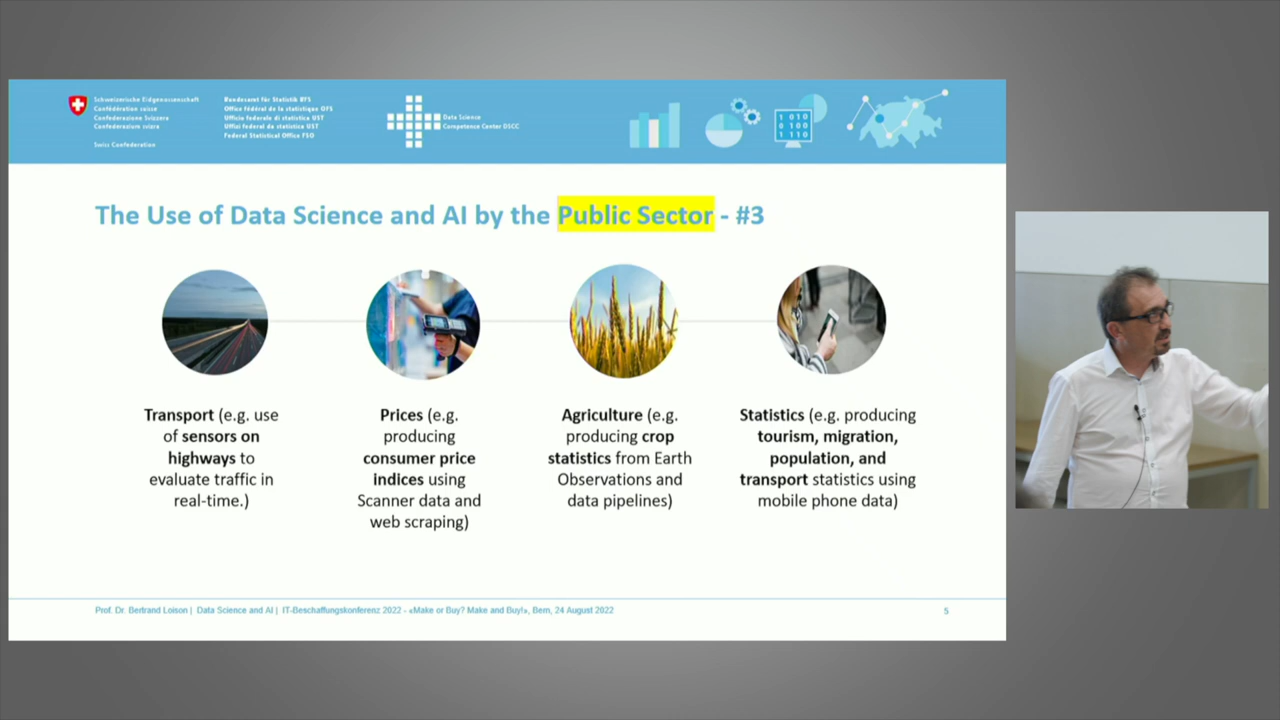 Schweizerische Eidgenossenschaft
Confédération suisse
Confederazione Svizzera
Confederaziun svizra
Swiss Confederation
Bundesamt für Statistik BFS
Office fédéral de la statistique OFS
Ufficio federale di statistica UST
Uffizi federal da statistica UST
Federal Statistical Office FSO
Data Science
Competence Center DSCC
1 010
0 100
1 110
The Use of Data Science and AI by the Public Sector - #3
Transport (e.g. use
of sensors on
highways to
evaluate traffic in
real-time.)
Prices (e.g.
producing
consumer price
indices using
Scanner data and
web scraping)
Agriculture (e.g.
producing crop
statistics from Earth
Observations and
data pipelines)
Statistics (e.g. producing
tourism, migration,
population, and
transport statistics using
mobile phone data)
Prof. Dr. Bertrand Loison | Data Science and AI | IT-Beschaffungskonferenz 2022 - «Make or Buy? Make and Buy!», Bern, 24 August 2022
5